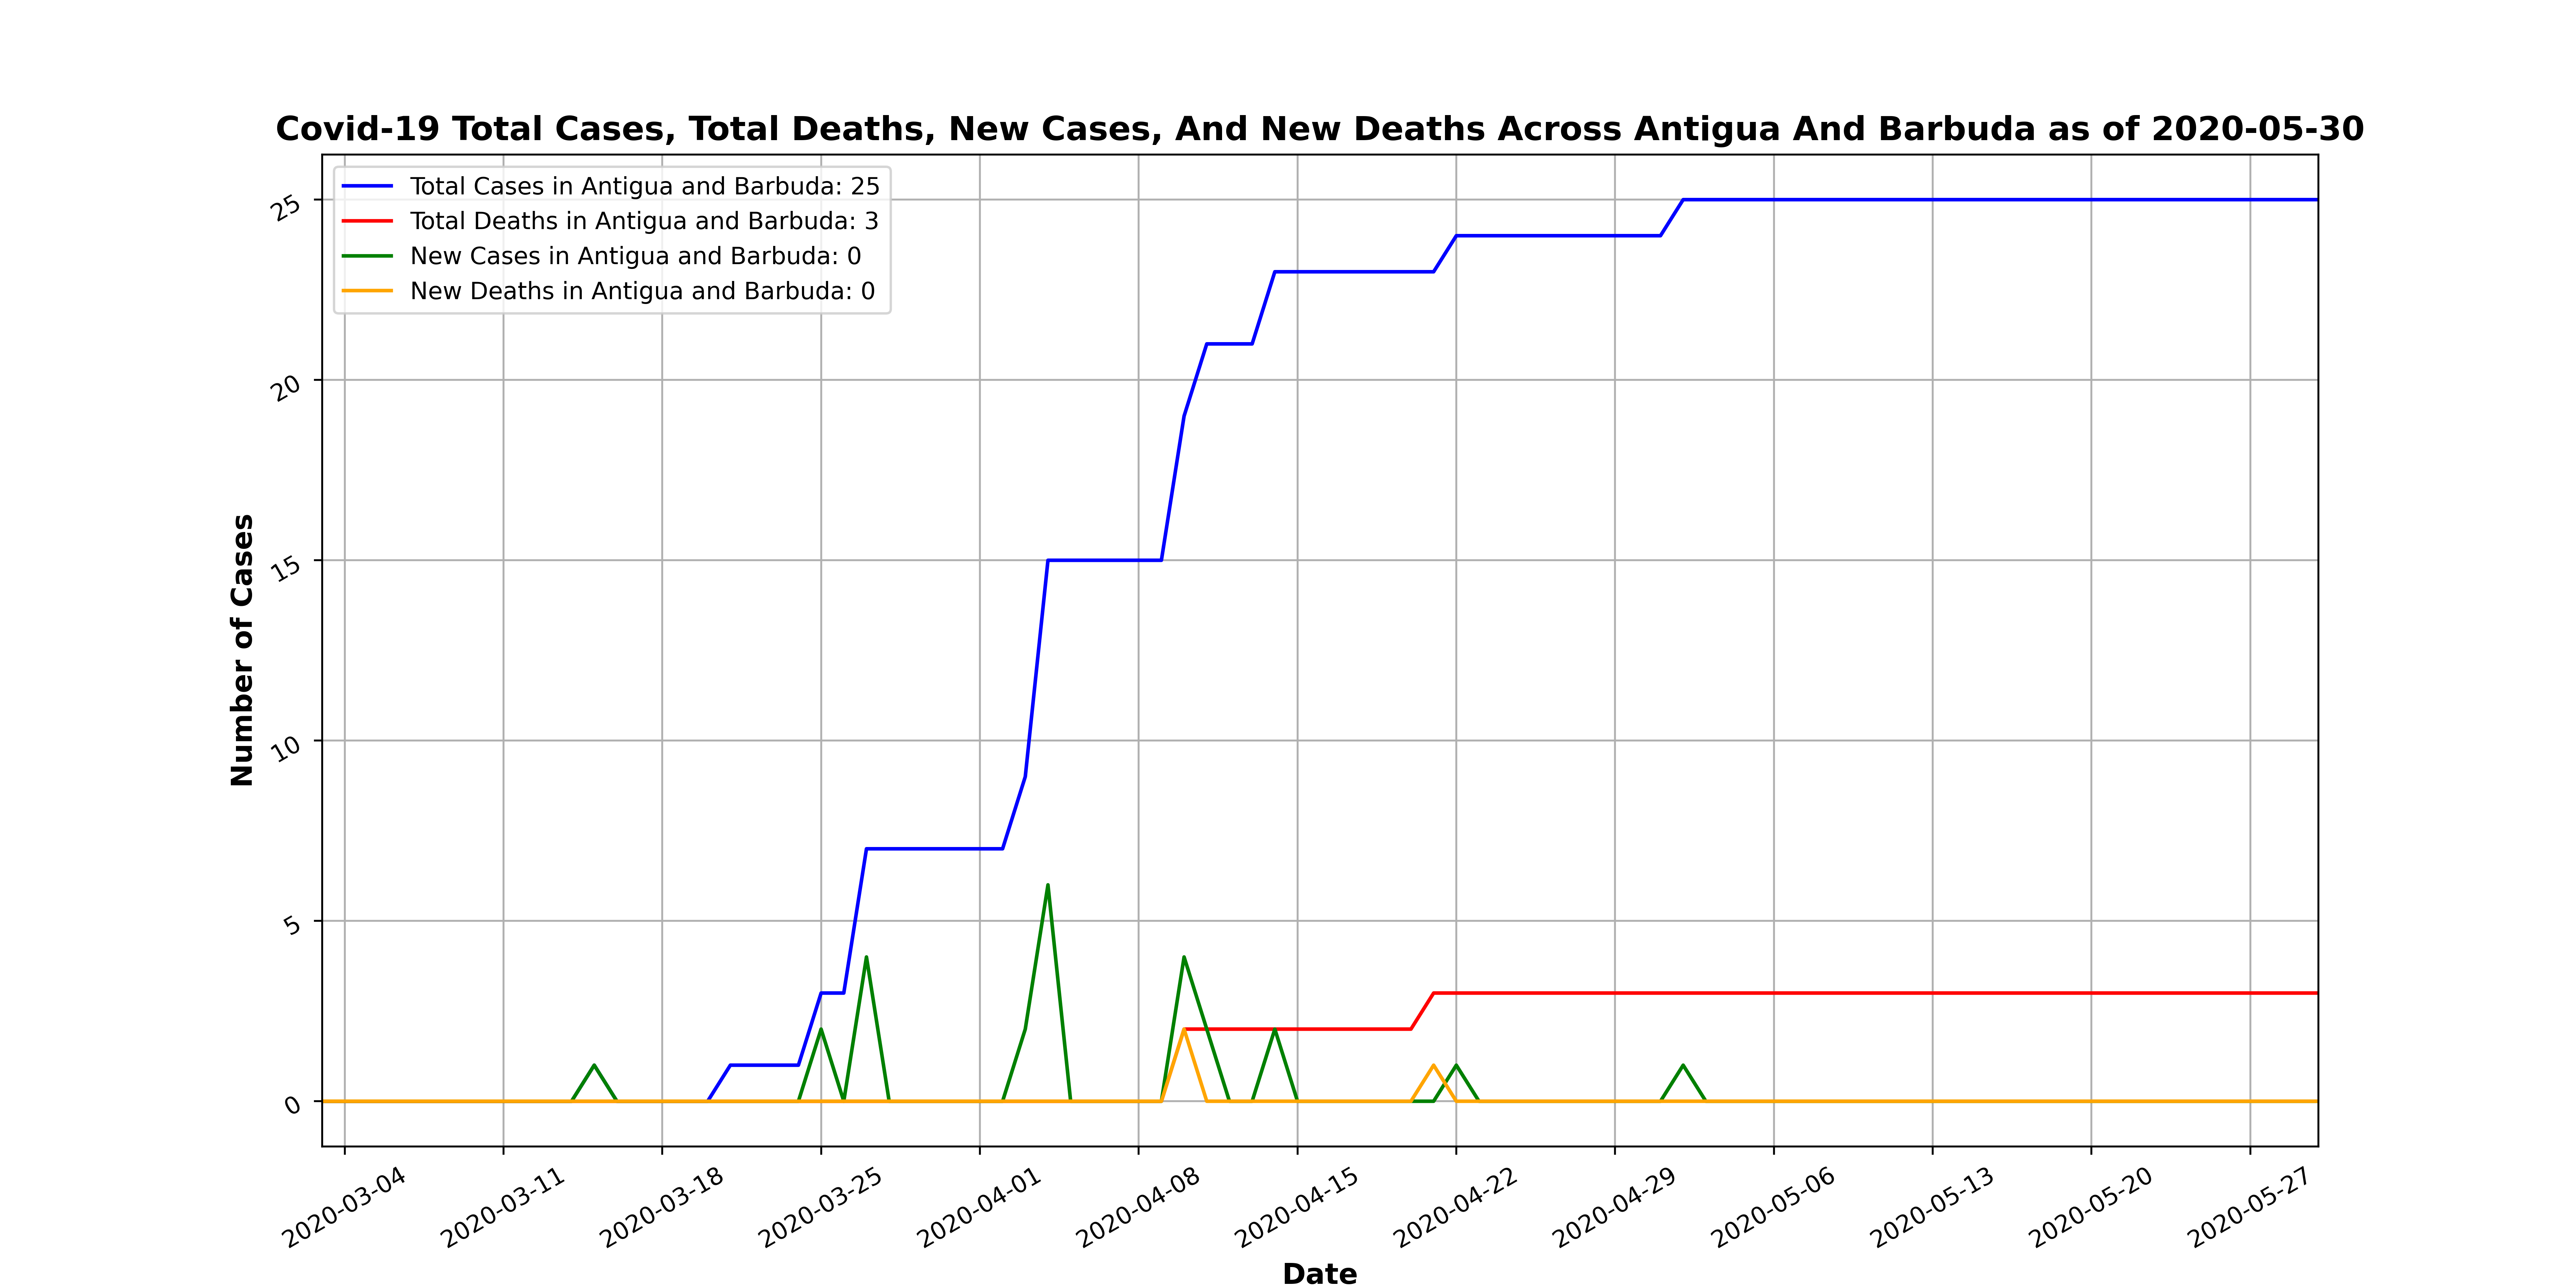 Covid-19 Total Cases, Total Deaths, New Cases, And New Deaths Across Antigua And Barbuda as of 2020-05-30
Total Cases in Antigua and Barbuda: 25
Total Deaths in Antigua and Barbuda: 3
New Cases in Antigua and Barbuda: 0
New Deaths in Antigua and Barbuda: 0
Number of Cases
25
20
15
10
5
0
2020-03-04
2020-03-11
2020-03-18
2020-03-25
2020-04-01
2020-04-08
2020-04-15
2020-04-22
2020-04-29
2020-05-06
2020-05-13
2020-05-20
2020-05-27
Date